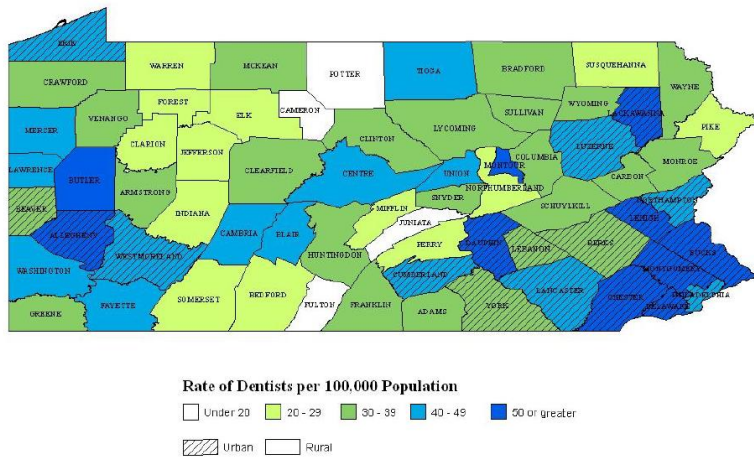 ERIE
CRAWFORD
WARREN
MCKEAN
POTTER
TIOGA
BRADFORD
SUSQUEHANNA
WAYNE
MERCER
VENANGO
FOREST
ELK
CAMERON
SULLIVAN
WYOMING
LACKAWANNA
PIKE
CLINTON
LYCOMING
CLARION
JEFFERSON
LUZERNE
LAWRENCE
BUTLER
CLEARFIELD
CENTRE
UNION
MONTOUR
COLUMBIA
MONROE
CARBON
ARMSTRONG
BEAVER
SNYDER
NORTHUMBERLAND
SCHUYLKILL
NORTHAMPTON
LEHIGH
INDIANA
MIFFLIN
JUNIATA
ALLEGHENY
CAMBRIA
BLAIR
HUNTINGDON
PERRY
DAUPHIN
LEBANON
BERKS
BUCKS
WESTMORELAND
MONTGOMERY
WASHINGTON
CUMBERLAND
LANCASTER
CHESTER
PHILADELPHIA
DELAWARE
GREENE
FAYETTE
SOMERSET
BEDFORD
FULTON
FRANKLIN
ADAMS
YORK
Rate of Dentists per 100,000 Population
Under 20 20 - 29 30 - 39 40 - 49 50 or greater
Urban Rural